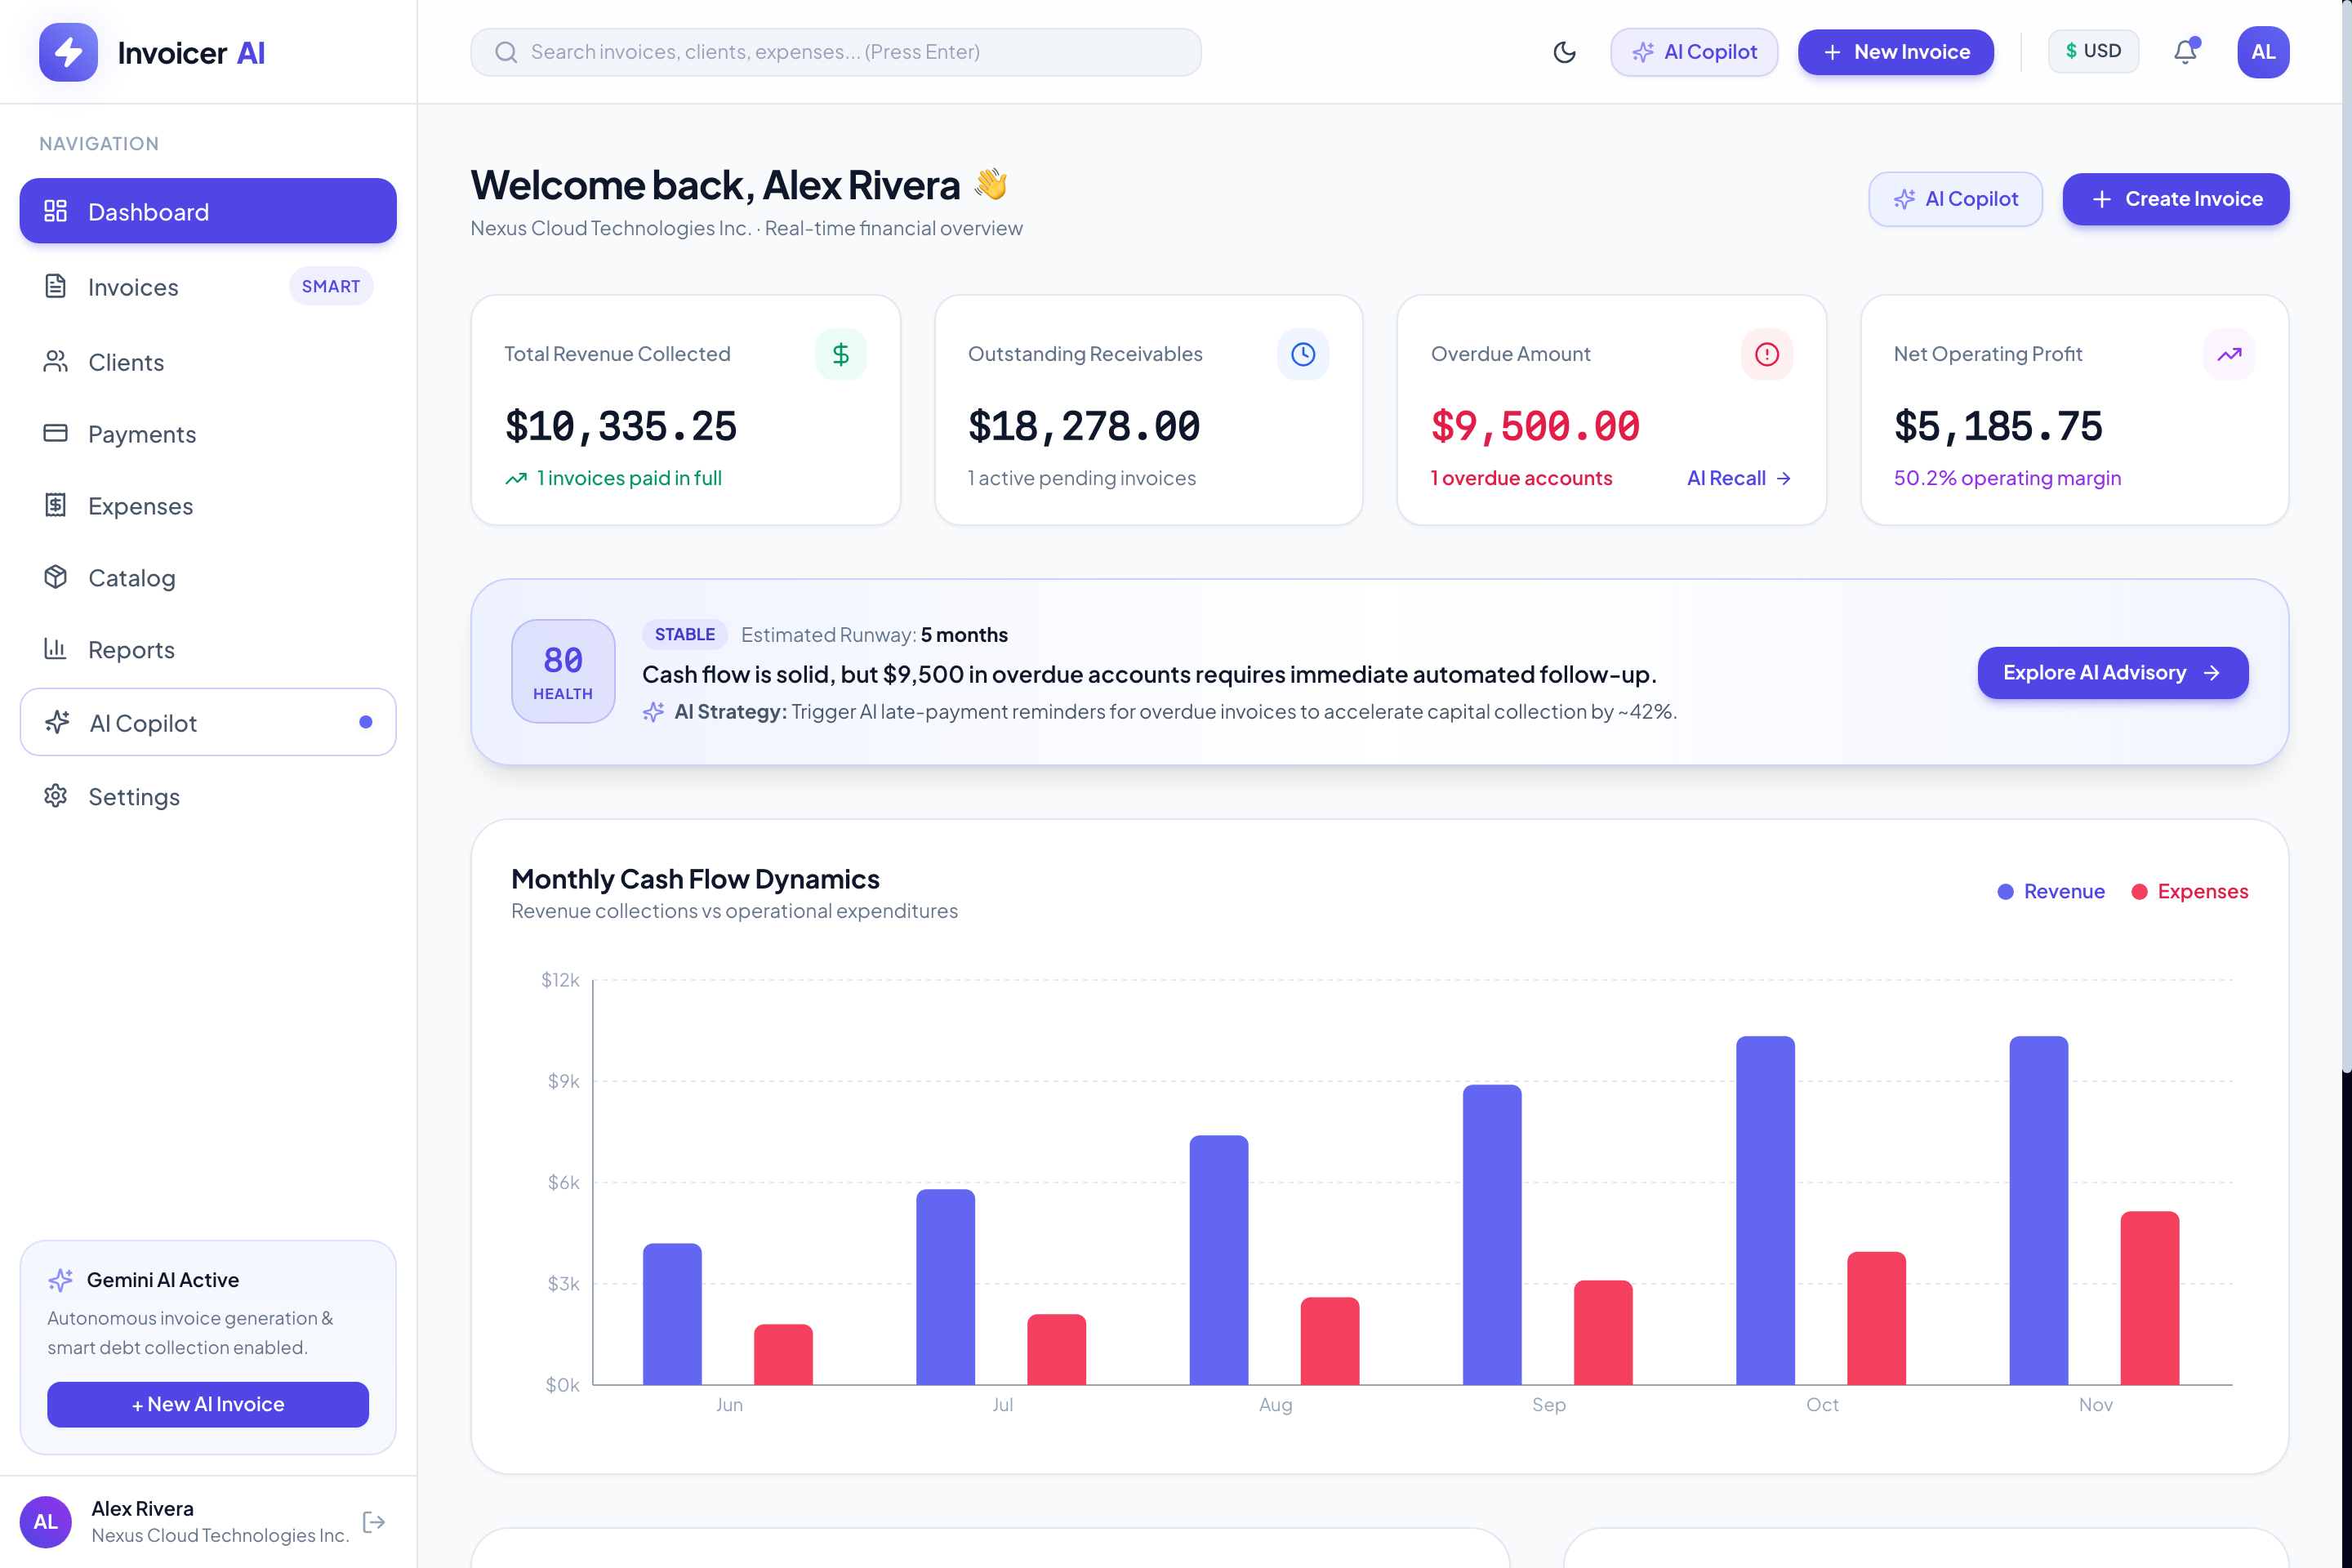 Invoicer AI
Search invoices, clients, expenses... (Press Enter)
AI Copilot
New Invoice
$ USD
AL
NAVIGATION
Dashboard
Invoices
SMART
Clients
Payments
Expenses
Catalog
Reports
AI Copilot
Settings
Gemini AI Active
Autonomous invoice generation &
smart debt collection enabled.
+ New AI Invoice
AL
Alex Rivera
Nexus Cloud Technologies Inc.
Welcome back, Alex Rivera 👋
Nexus Cloud Technologies Inc. · Real-time financial overview
AI Copilot
Create Invoice
Total Revenue Collected
$10,335.25
1 invoices paid in full
Outstanding Receivables
$18,278.00
1 active pending invoices
Overdue Amount
$9,500.00
1 overdue accounts
AI Recall →
Net Operating Profit
$5,185.75
50.2% operating margin
80
HEALTH
STABLE
Estimated Runway: 5 months
Cash flow is solid, but $9,500 in overdue accounts requires immediate automated follow-up.
AI Strategy: Trigger AI late-payment reminders for overdue invoices to accelerate capital collection by ~42%.
Explore AI Advisory →
Monthly Cash Flow Dynamics
Revenue collections vs operational expenditures
Revenue
Expenses
$12k
$9k
$6k
$3k
$0k
Jun
Jul
Aug
Sep
Oct
Nov